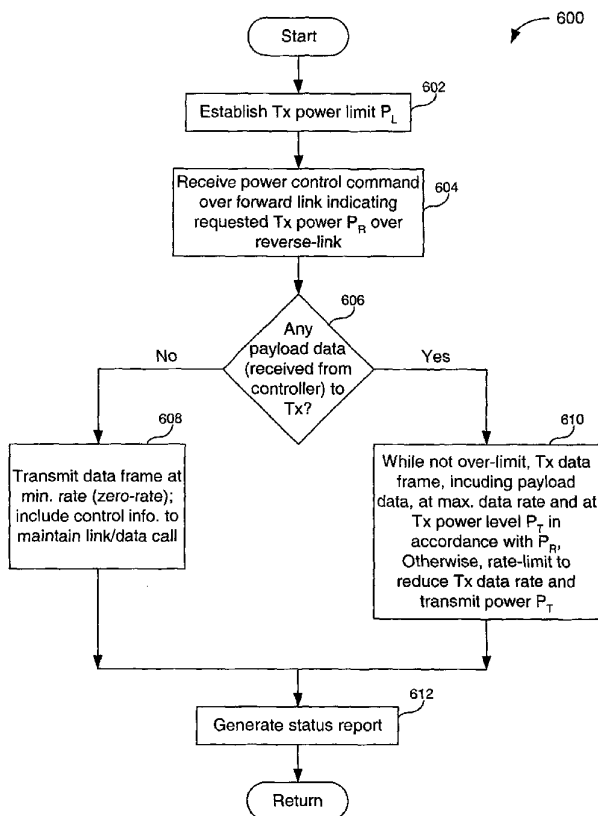 Start
600
602
Establish Tx power limit P_L
Receive power control command
over forward link indicating
requested Tx power P_R over
reverse-link
604
606
Any
payload data
(received from
controller) to
Tx?
No
Yes
608
Transmit data frame at
min. rate (zero-rate);
include control info. to
maintain link/data call
610
While not over-limit, Tx data
frame, incuding payload
data, at max. data rate and at
Tx power level P_T in
accordance with P_R,
Otherwise, rate-limit to
reduce Tx data rate and
transmit power P_T
612
Generate status report
Return